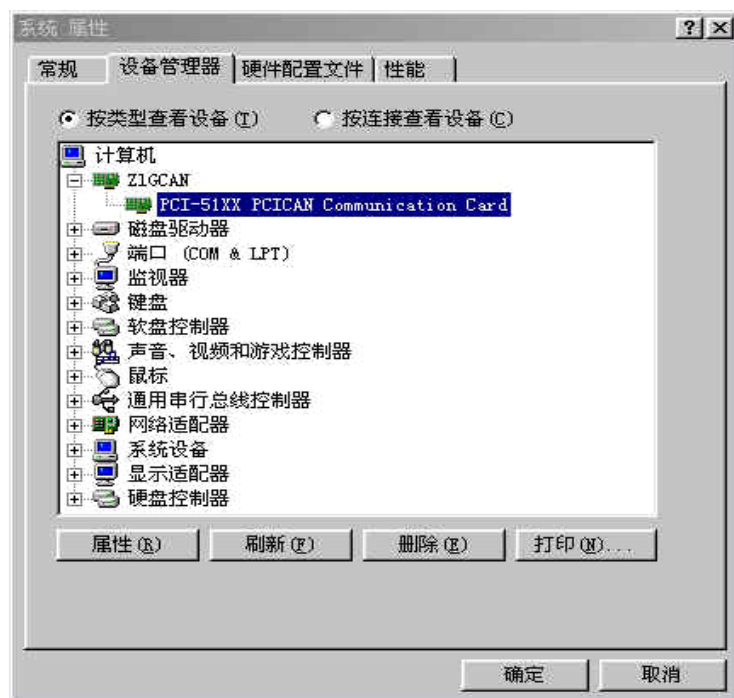 系统 属性
常规 设备管理器 硬件配置文件 性能
按类型查看设备(T) 按连接查看设备(C)
计算机
ZlGCAN
PCI-51XX PCICAN Communication Card
磁盘驱动器
端口 (COM & LPT)
监视器
键盘
软盘控制器
声音、视频和游戏控制器
鼠标
通用串行总线控制器
网络适配器
系统设备
显示适配器
硬盘控制器
属性(R) 刷新(F) 删除(E) 打印(N)...
确定 取消